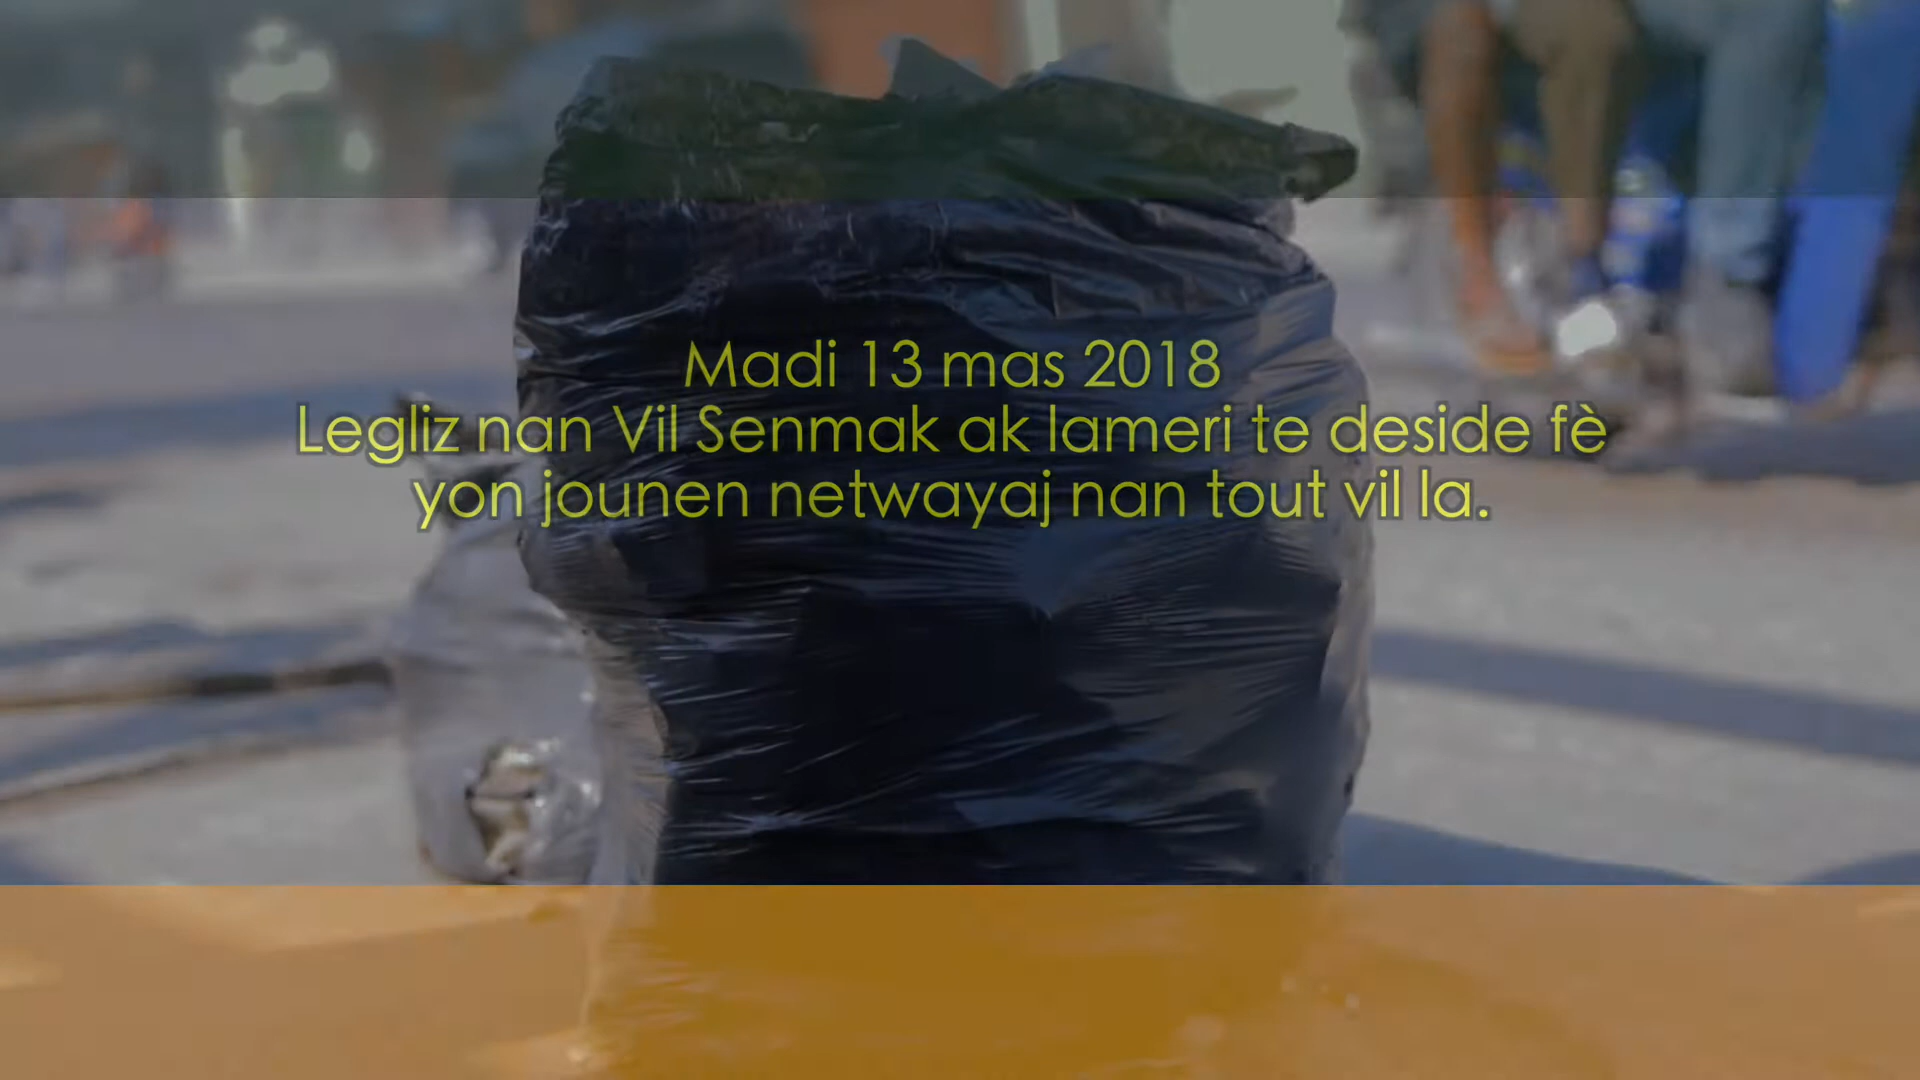 Madi 13 mas 2018
Legliz nan Vil Senmak ak lameri te deside fè
yon jounen netwayaj nan tout vil la.